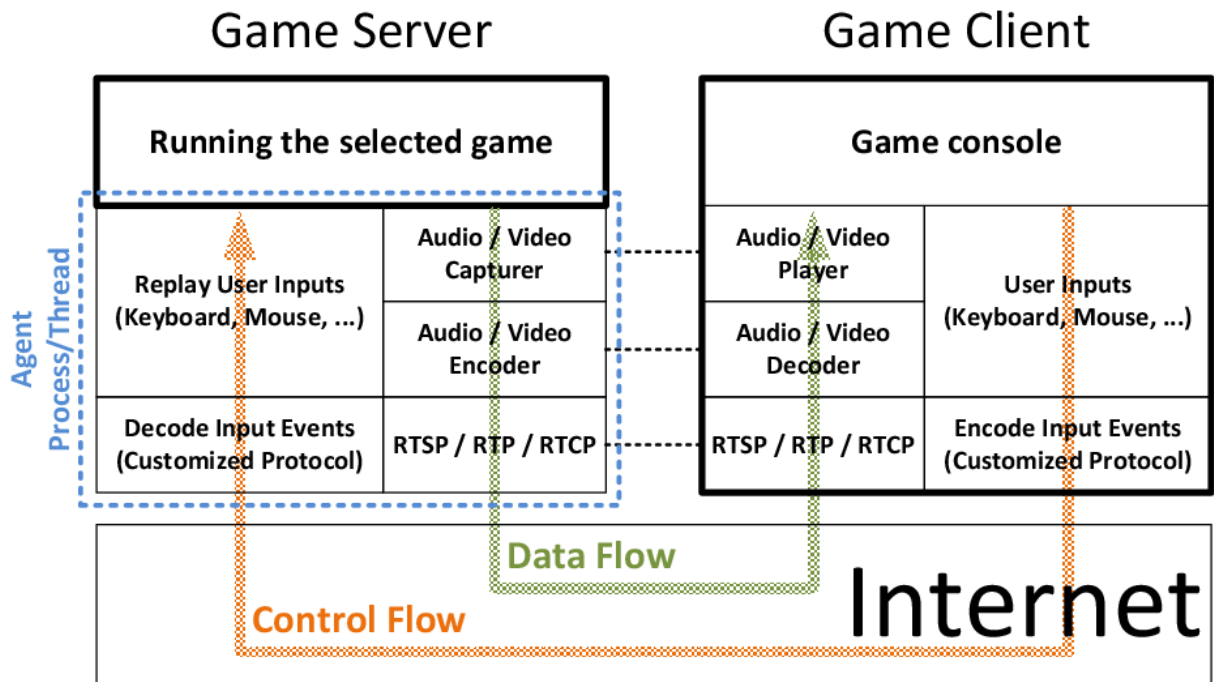 Game Server
Game Client
Running the selected game
Game console
Agent
Process/Thread
Replay User Inputs
(Keyboard, Mouse, ...)
Audio / Video
Capturer
Audio / Video
Encoder
Decode Input Events
(Customized Protocol)
RTSP / RTP / RTCP
Audio / Video
Player
Audio / Video
Decoder
RTSP / RTP / RTCP
User Inputs
(Keyboard, Mouse, ...)
Encode Input Events
(Customized Protocol)
Data Flow
Control Flow
Internet